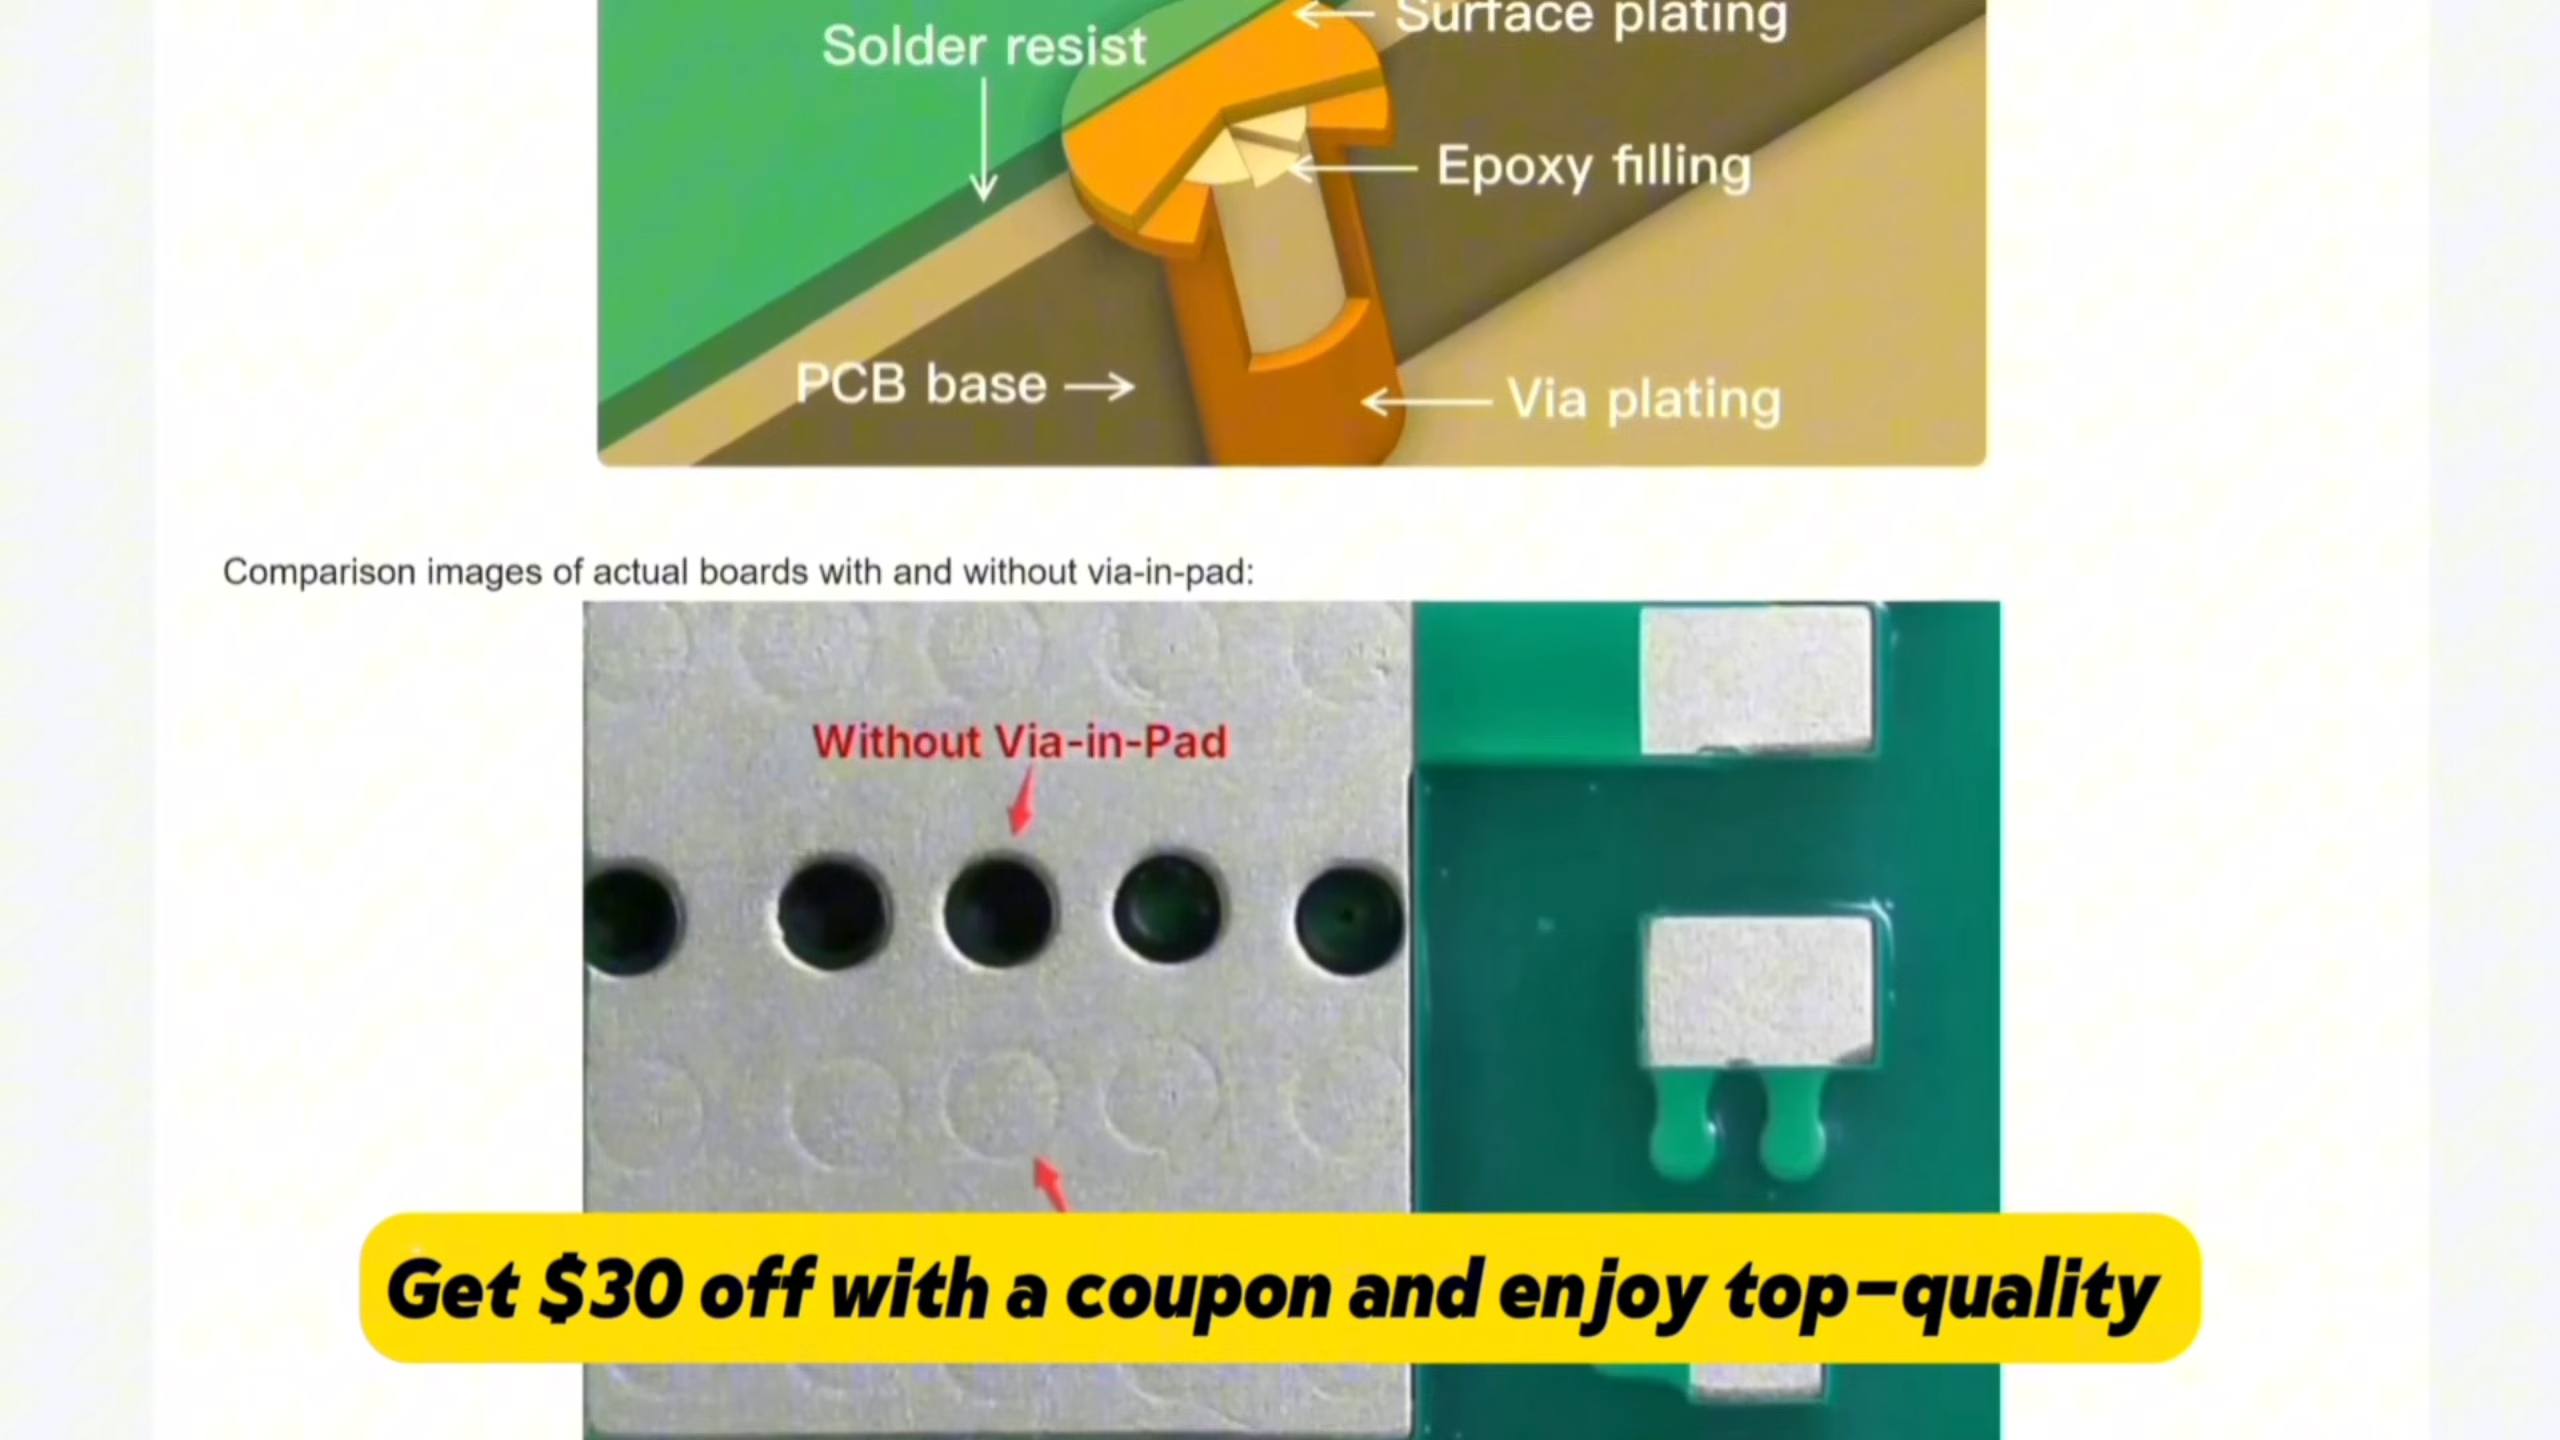 Surface plating
Solder resist
Epoxy filling
PCB base
Via plating
Comparison images of actual boards with and without via-in-pad:
Without Via-in-Pad
Get $30 off with a coupon and enjoy top-quality